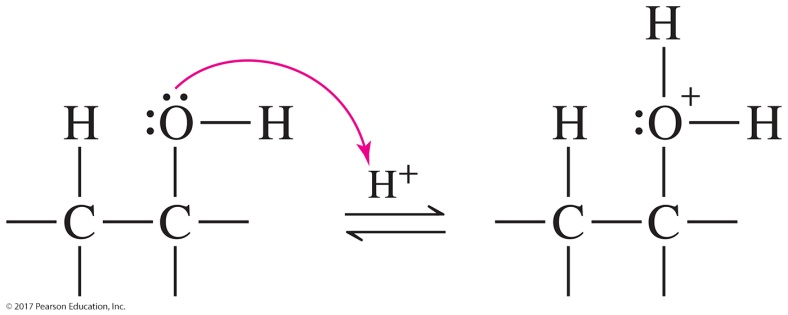 H
H :Ö—H H⁺ H :O⁺—H
—C—C— ⇌ —C—C—
© 2017 Pearson Education, Inc.